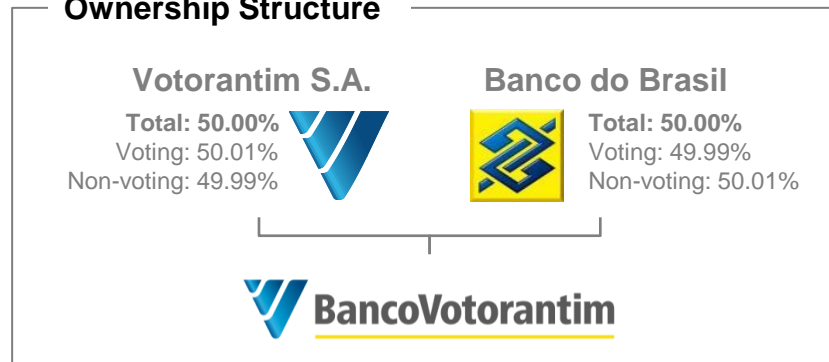 Ownership Structure
Votorantim S.A.
Total: 50.00%
Voting: 50.01%
Non-voting: 49.99%
Banco do Brasil
Total: 50.00%
Voting: 49.99%
Non-voting: 50.01%
BancoVotorantim